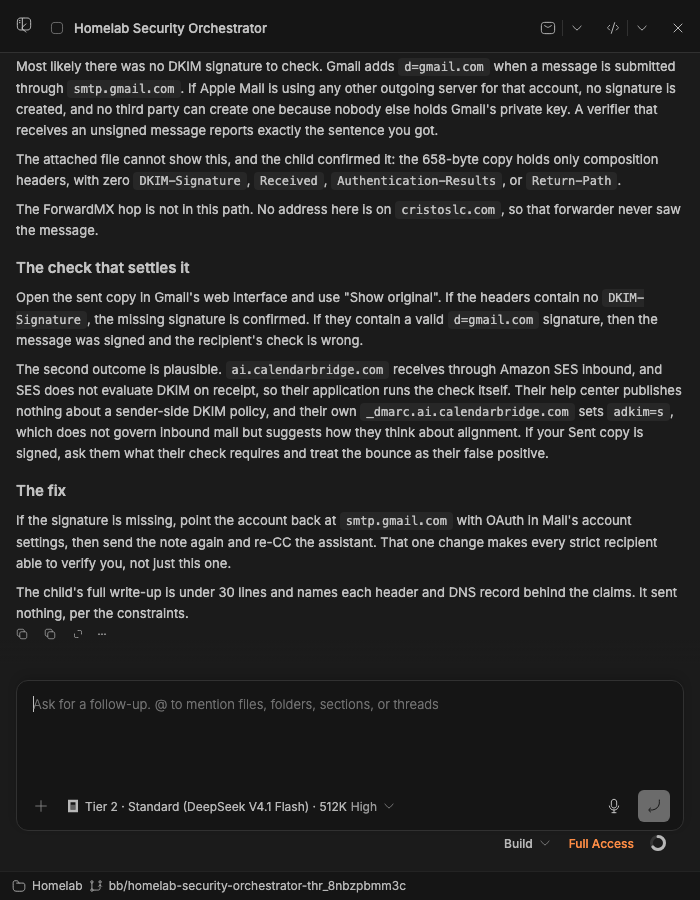 Homelab Security Orchestrator
Most likely there was no DKIM signature to check. Gmail adds d=gmail.com when a message is submitted
through smtp.gmail.com. If Apple Mail is using any other outgoing server for that account, no signature is
created, and no third party can create one because nobody else holds Gmail's private key. A verifier that
receives an unsigned message reports exactly the sentence you got.
The attached file cannot show this, and the child confirmed it: the 658-byte copy holds only composition
headers, with zero DKIM-Signature, Received, Authentication-Results, or Return-Path.
The ForwardMX hop is not in this path. No address here is on cristoslc.com, so that forwarder never saw
the message.
The check that settles it
Open the sent copy in Gmail's web interface and use "Show original". If the headers contain no DKIM-
Signature, the missing signature is confirmed. If they contain a valid d=gmail.com signature, then the
message was signed and the recipient's check is wrong.
The second outcome is plausible. ai.calendarbridge.com receives through Amazon SES inbound, and
SES does not evaluate DKIM on receipt, so their application runs the check itself. Their help center publishes
nothing about a sender-side DKIM policy, and their own _dmarc.ai.calendarbridge.com sets adkim=s,
which does not govern inbound mail but suggests how they think about alignment. If your Sent copy is
signed, ask them what their check requires and treat the bounce as their false positive.
The fix
If the signature is missing, point the account back at smtp.gmail.com with OAuth in Mail's account
settings, then send the note again and re-CC the assistant. That one change makes every strict recipient
able to verify you, not just this one.
The child's full write-up is under 30 lines and names each header and DNS record behind the claims. It sent
nothing, per the constraints.
Ask for a follow-up. @ to mention files, folders, sections, or threads
Tier 2 · Standard (DeepSeek V4.1 Flash) · 512K High
Build Full Access
Homelab bb/homelab-security-orchestrator-thr_8nbzpbmm3c